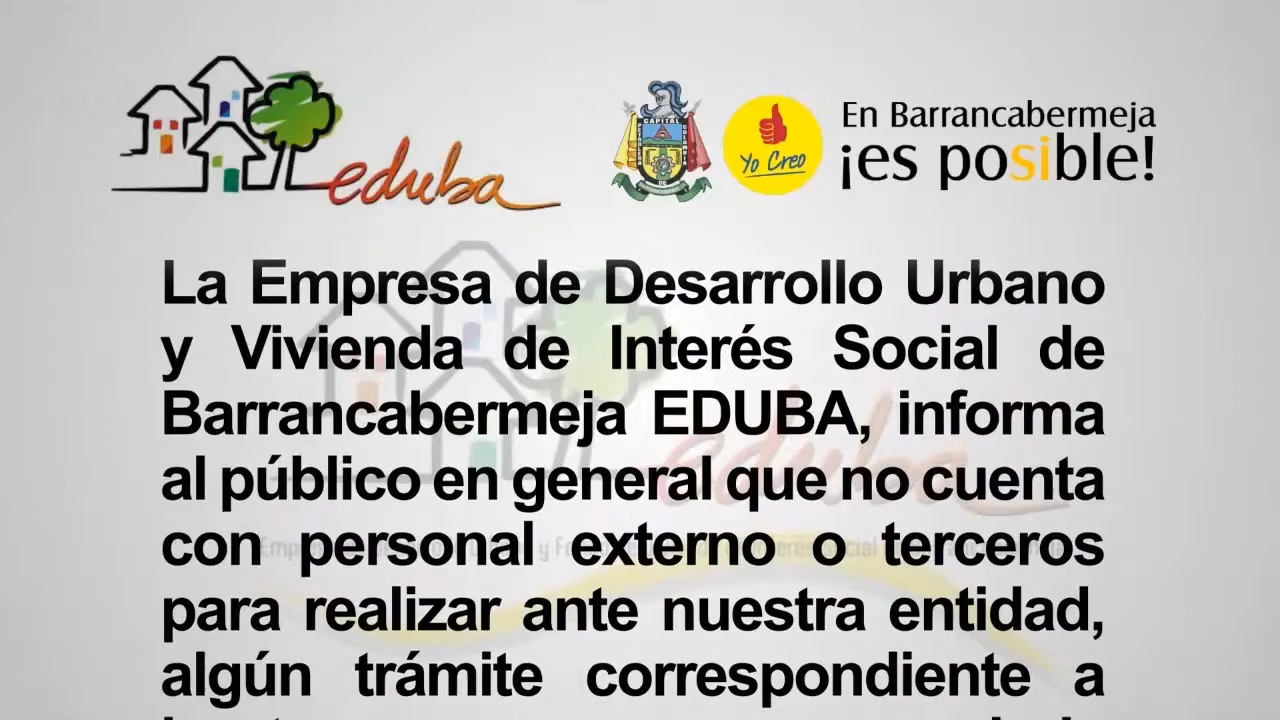 eduba
CAPITAL
Yo Creo
En Barrancabermeja
¡es posible!
La Empresa de Desarrollo Urbano
y Vivienda de Interés Social de
Barrancabermeja EDUBA, informa
al público en general que no cuenta
con personal externo o terceros
para realizar ante nuestra entidad,
algún trámite correspondiente a
eduba